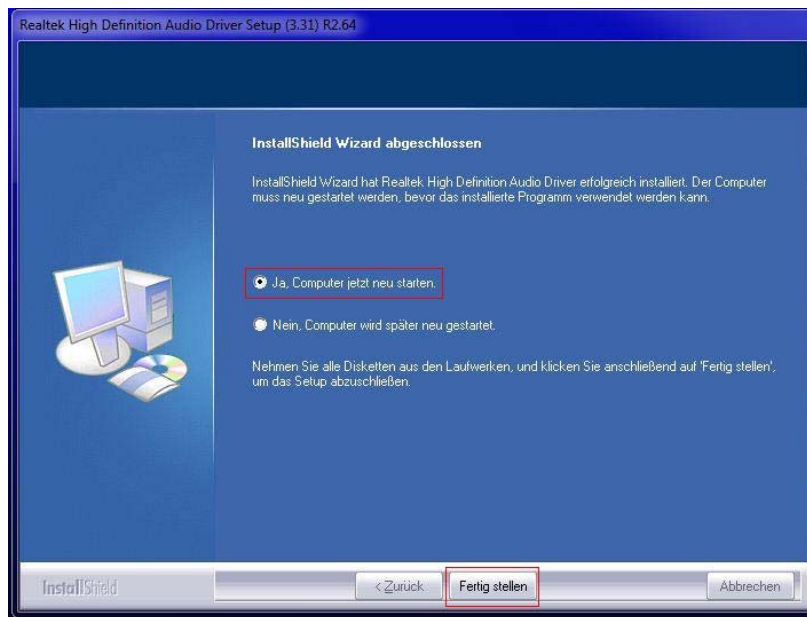 Realtek High Definition Audio Driver Setup (3.31) R2.64
InstallShield Wizard abgeschlossen
InstallShield Wizard hat Realtek High Definition Audio Driver erfolgreich installiert. Der Computer
muss neu gestartet werden, bevor das installierte Programm verwendet werden kann.
Ja, Computer jetzt neu starten.
Nein, Computer wird später neu gestartet.
Nehmen Sie alle Disketten aus den Laufwerken, und klicken Sie anschließend auf 'Fertig stellen',
um das Setup abzuschließen.
InstallShield
< Zurück
Fertig stellen
Abbrechen